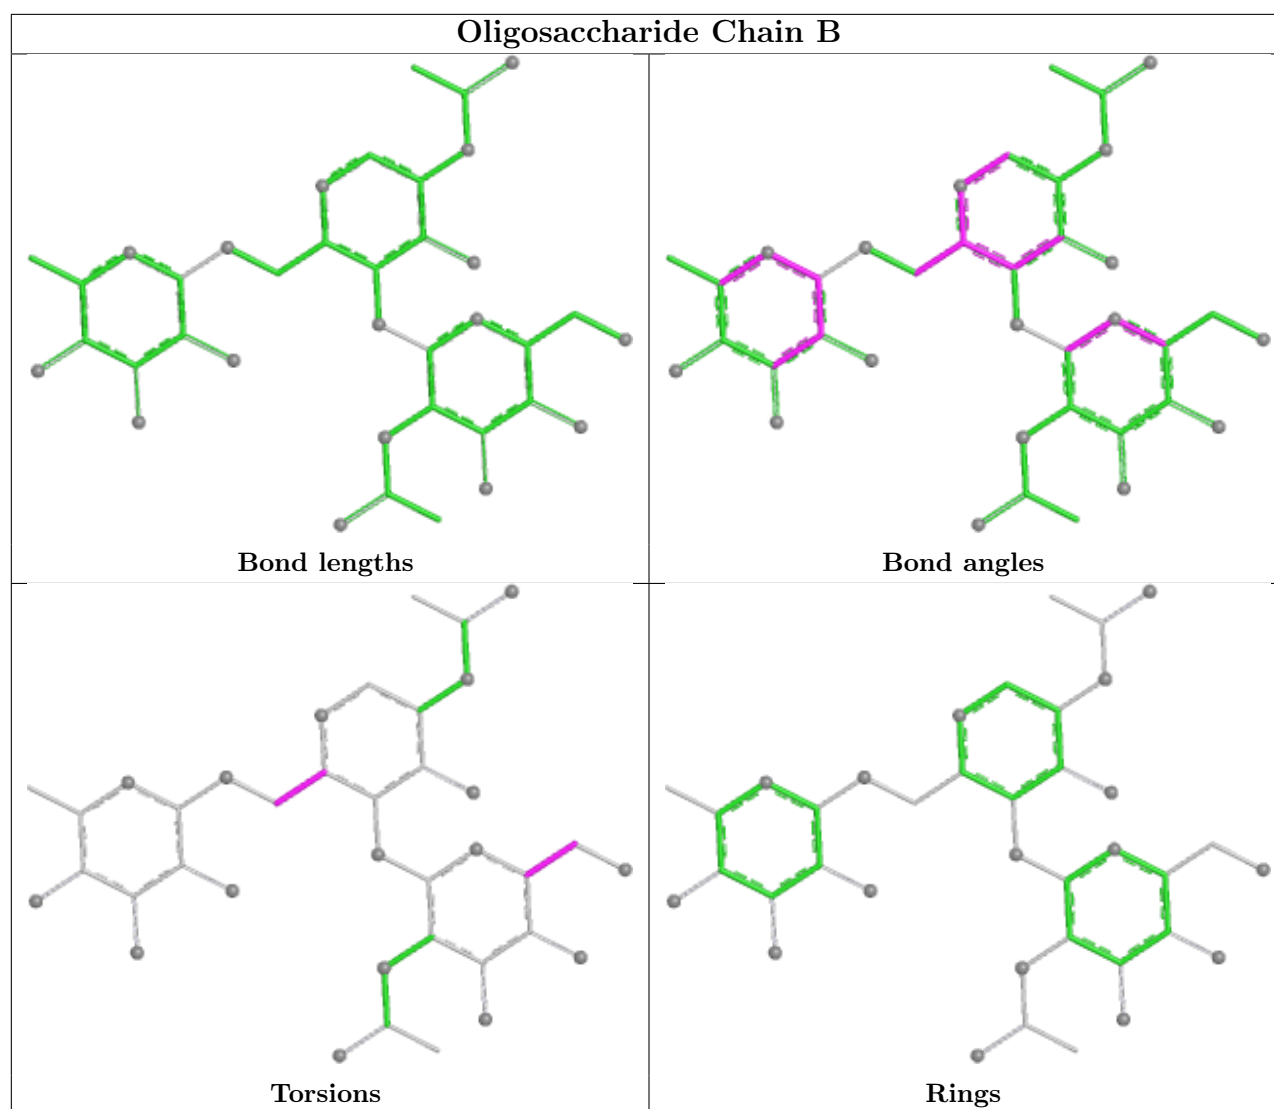 Oligosaccharide Chain B
Bond lengths
Bond angles
Torsions
Rings